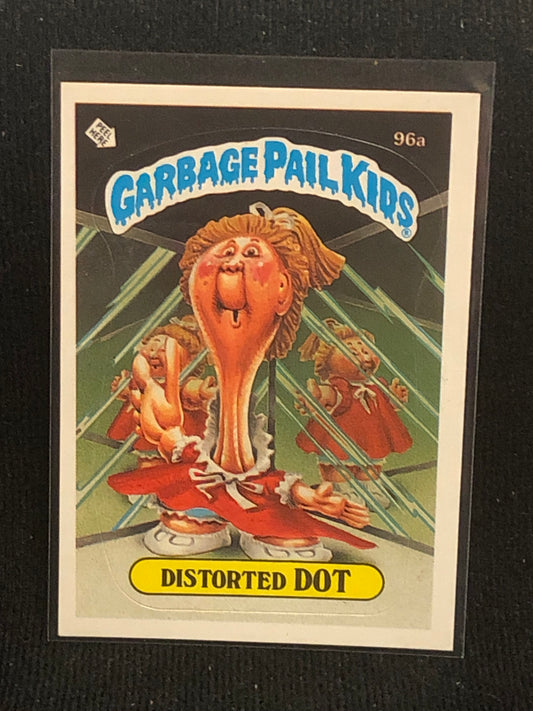 PEEL
HERE
96a
GARBAGE PAIL KIDS
®
DISTORTED DOT